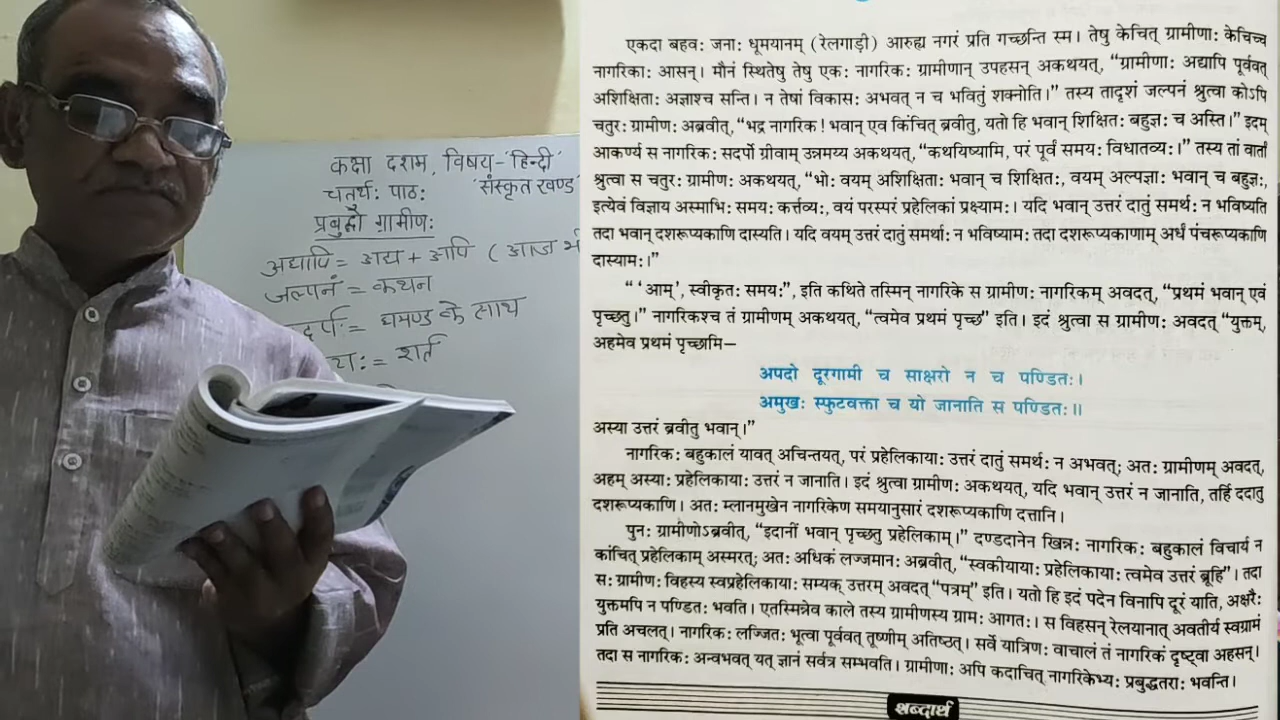 कक्षा दशम, विषय-'हिन्दी'
चतुर्थ: पाठ: 'संस्कृत खण्ड'
प्रबुद्धो ग्रामीण:
अद्यापि = अद्य + अपि ( आज भी
जल्पनं = कथन
दर्प: = घमण्ड के साथ
य: = शर्त
एकदा बहव: जना: धूमयानम् (रेलगाड़ी) आरुह्य नगरं प्रति गच्छन्ति स्म। तेषु केचित् ग्रामीणा: केचिच्च
नागरिका: आसन्। मौनं स्थितेषु तेषु एक: नागरिक: ग्रामीणान् उपहसन् अकथयत्, “ग्रामीणा: अद्यापि पूर्ववत्
अशिक्षिता: अज्ञाश्च सन्ति। न तेषां विकास: अभवत् न च भवितुं शक्नोति।” तस्य तादृशं जल्पनं श्रुत्वा कोऽपि
चतुर: ग्रामीण: अब्रवीत्, “भद्र नागरिक ! भवान् एव किंचित् ब्रवीतु, यतो हि भवान् शिक्षित: बहुज्ञ: च अस्ति।” इदम्
आकर्ण्य स नागरिक: सदर्पो ग्रीवाम् उन्नमय्य अकथयत्, “कथयिष्यामि, परं पूर्वं समय: विधातव्य:।” तस्य तां वार्तां
श्रुत्वा स चतुर: ग्रामीण: अकथयत्, “भो: वयम् अशिक्षिता: भवान् च शिक्षित:, वयम् अल्पज्ञा: भवान् च बहुज्ञ:,
इत्येवं विज्ञाय अस्माभि: समय: कर्त्तव्य:, वयं परस्परं प्रहेलिकां प्रक्ष्याम:। यदि भवान् उत्तरं दातुं समर्थ: न भविष्यति
तदा भवान् दशरूप्यकाणि दास्यति। यदि वयम् उत्तरं दातुं समर्था: न भविष्याम: तदा दशरूप्यकाणाम् अर्धं पंचरूप्यकाणि
दास्याम:।”
“ ‘आम्’, स्वीकृत: समय:”, इति कथिते तस्मिन् नागरिके स ग्रामीण: नागरिकम् अवदत्, “प्रथमं भवान् एवं
पृच्छतु।” नागरिकश्च तं ग्रामीणम् अकथयत्, “त्वमेव प्रथमं पृच्छ” इति। इदं श्रुत्वा स ग्रामीण: अवदत् “युक्तम्,
अहमेव प्रथमं पृच्छामि–
अपदो दूरगामी च साक्षरो न च पण्डित:।
अमुख: स्फुटवक्ता च यो जानाति स पण्डित:॥
अस्या उत्तरं ब्रवीतु भवान्।”
नागरिक: बहुकालं यावत् अचिन्तयत्, परं प्रहेलिकाया: उत्तरं दातुं समर्थ: न अभवत्; अत: ग्रामीणम् अवदत्,
अहम् अस्या: प्रहेलिकाया: उत्तरं न जानाति। इदं श्रुत्वा ग्रामीण: अकथयत्, यदि भवान् उत्तरं न जानाति, तर्हि ददातु
दशरूप्यकाणि। अत: म्लानमुखेन नागरिकेण समयानुसारं दशरूप्यकाणि दत्तानि।
पुन: ग्रामीणोऽब्रवीत्, “इदानीं भवान् पृच्छतु प्रहेलिकाम्।” दण्डदानेन खिन्न: नागरिक: बहुकालं विचार्य न
कांचित् प्रहेलिकाम् अस्मरत्; अत: अधिकं लज्जमान: अब्रवीत्, “स्वकीयाया: प्रहेलिकाया: त्वमेव उत्तरं ब्रूहि”। तदा
स: ग्रामीण: विहस्य स्वप्रहेलिकाया: सम्यक् उत्तरम् अवदत् “पत्रम्” इति। यतो हि इदं पदेन विनापि दूरं याति, अक्षरै:
युक्तमपि न पण्डित: भवति। एतस्मिन्नेव काले तस्य ग्रामीणस्य ग्राम: आगत:। स विहसन् रेलयानात् अवतीर्य स्वग्रामं
प्रति अचलत्। नागरिक: लज्जित: भूत्वा पूर्ववत् तूष्णीम् अतिष्ठत्। सर्वे यात्रिण: वाचालं तं नागरिकं दृष्ट्वा अहसन्।
तदा स नागरिक: अन्वभवत् यत् ज्ञानं सर्वत्र सम्भवति। ग्रामीणा: अपि कदाचित् नागरिकेभ्य: प्रबुद्धतरा: भवन्ति।
शब्दार्थ